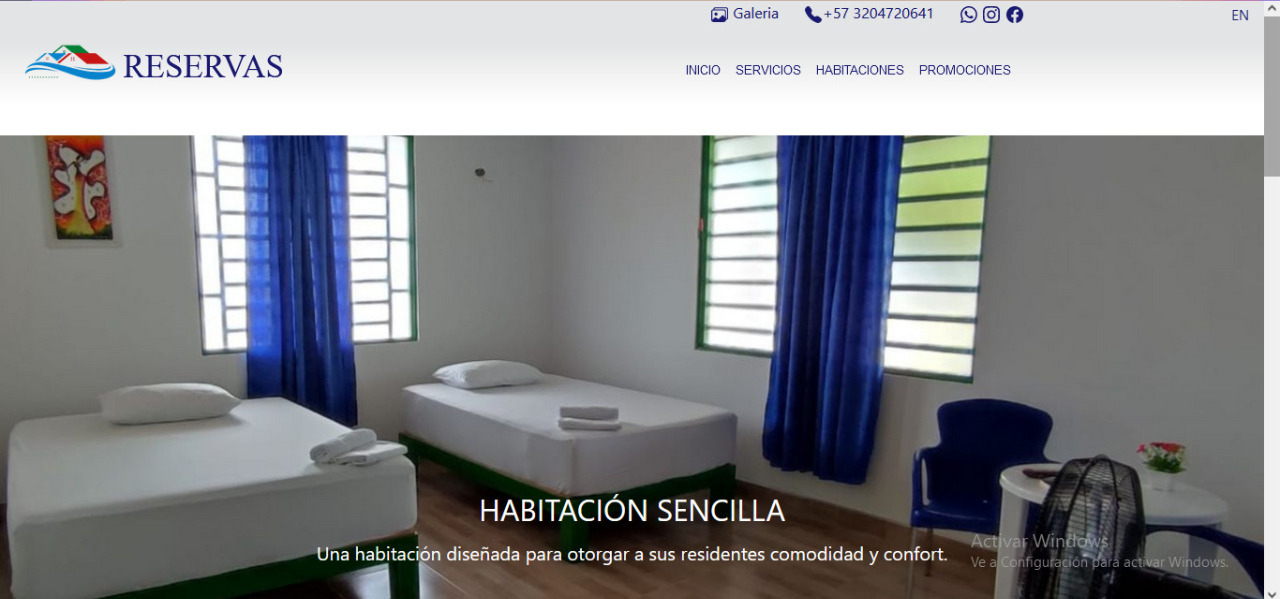 Galeria +57 3204720641 EN
RESERVAS
INICIO SERVICIOS HABITACIONES PROMOCIONES
HABITACIÓN SENCILLA
Una habitación diseñada para otorgar a sus residentes comodidad y confort.
Activar Windows
Ve a Configuración para activar Windows.